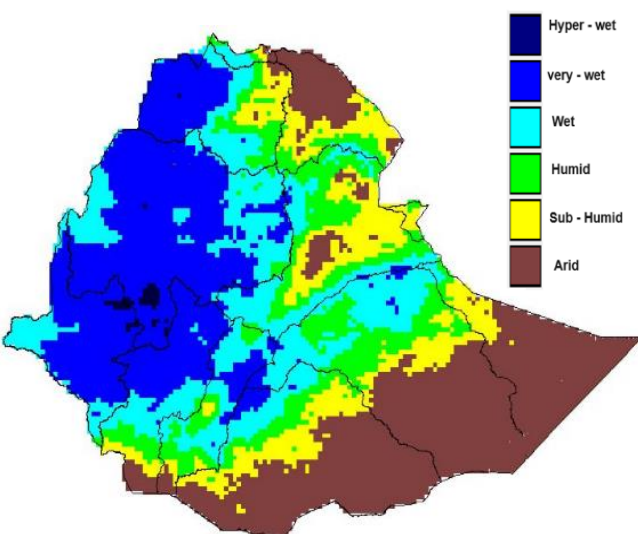 Hyper - wet
very - wet
Wet
Humid
Sub - Humid
Arid